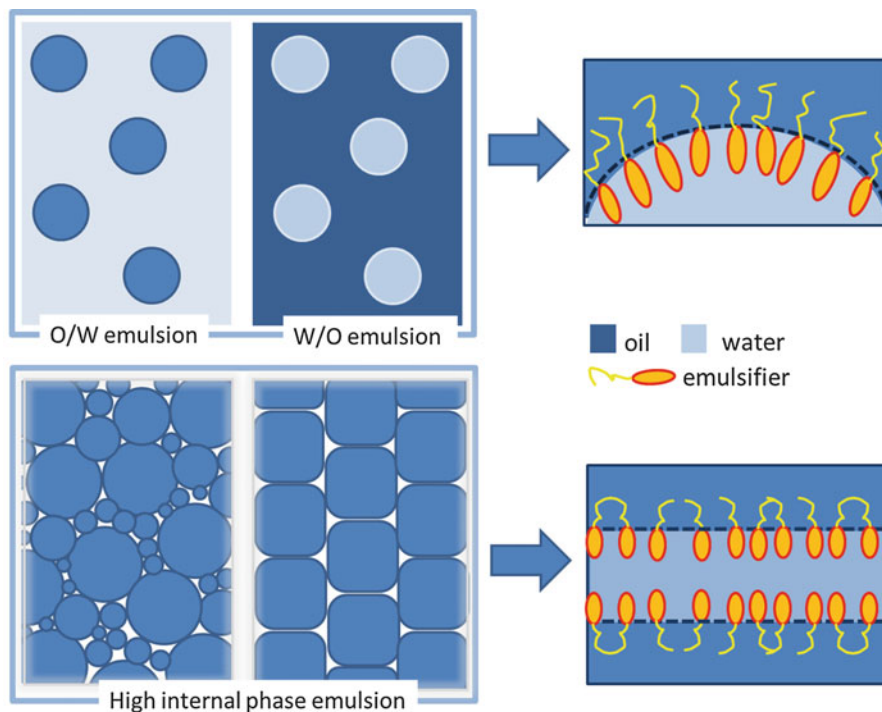 O/W emulsion
W/O emulsion
oil
water
emulsifier
High internal phase emulsion